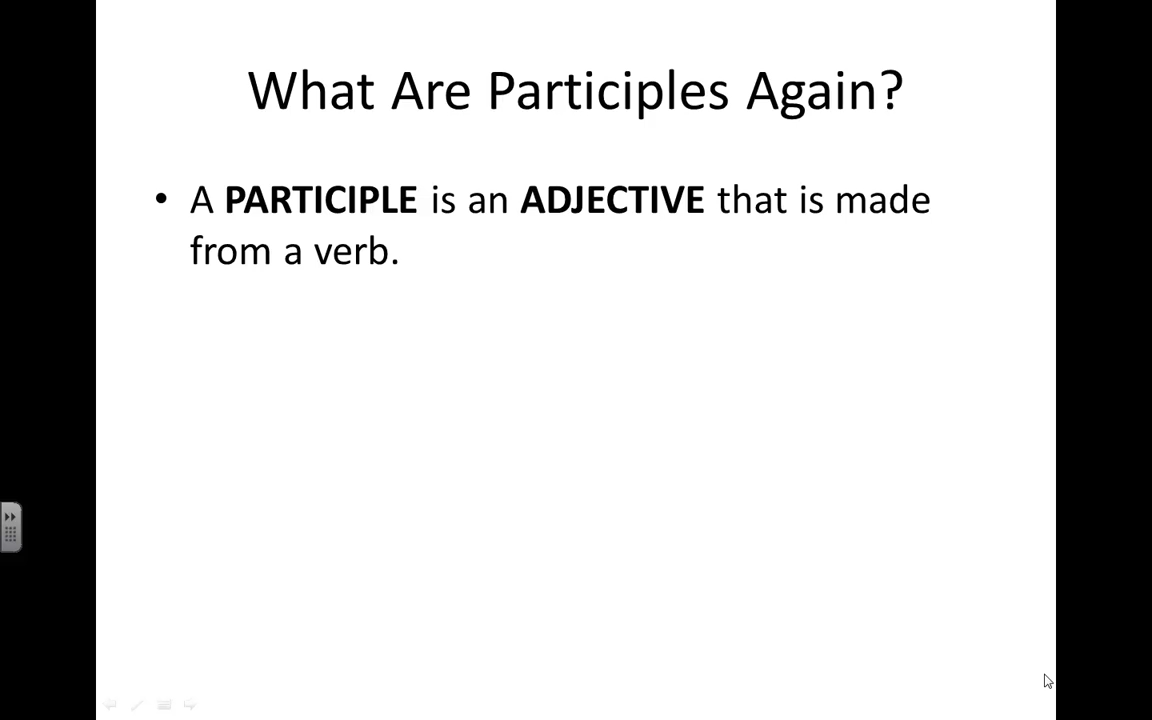 What Are Participles Again?
• A PARTICIPLE is an ADJECTIVE that is made
from a verb.